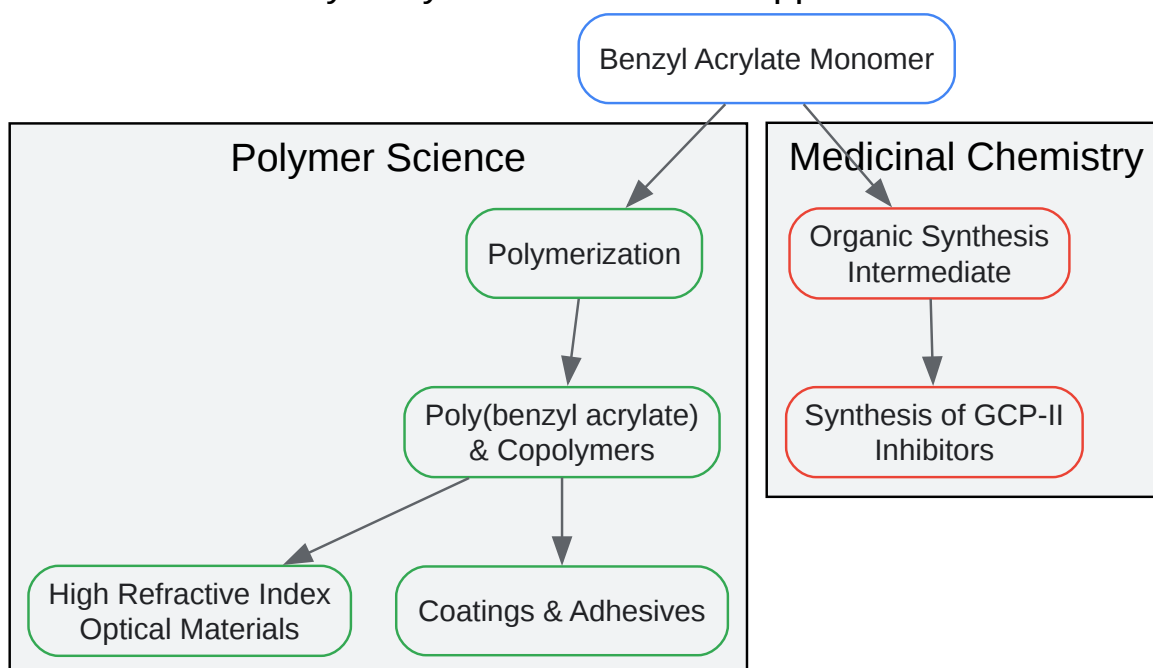 Benzyl Acrylate Monomer
Polymer Science
Medicinal Chemistry
Polymerization
Organic Synthesis
Intermediate
Poly(benzyl acrylate)
& Copolymers
Synthesis of GCP-II
Inhibitors
High Refractive Index
Optical Materials
Coatings & Adhesives